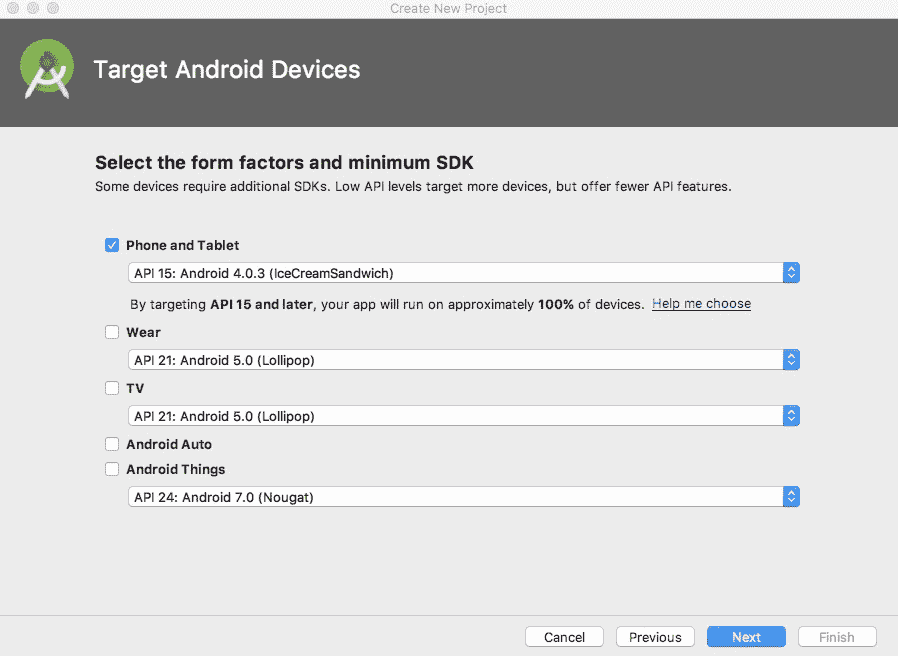 Create New Project
Target Android Devices
Select the form factors and minimum SDK
Some devices require additional SDKs. Low API levels target more devices, but offer fewer API features.
Phone and Tablet
API 15: Android 4.0.3 (IceCreamSandwich)
By targeting API 15 and later, your app will run on approximately 100% of devices. Help me choose
Wear
API 21: Android 5.0 (Lollipop)
TV
API 21: Android 5.0 (Lollipop)
Android Auto
Android Things
API 24: Android 7.0 (Nougat)
Cancel Previous Next Finish